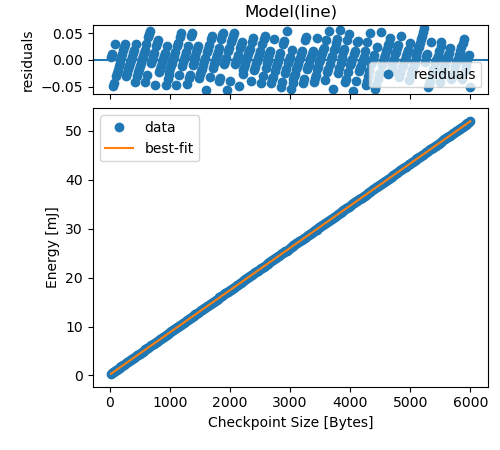 Model(line)
residuals
0.05
0.00
−0.05
residuals
Energy [mJ]
50
40
30
20
10
0
data
best-fit
0 1000 2000 3000 4000 5000 6000
Checkpoint Size [Bytes]